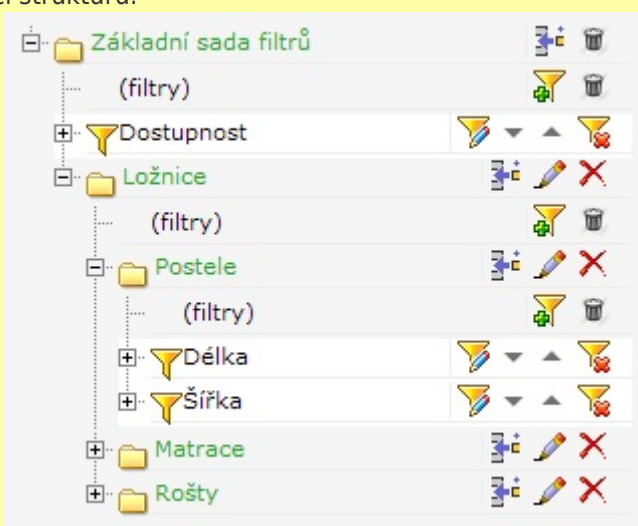 Základní sada filtrů
(filtry)
Dostupnost
Ložnice
(filtry)
Postele
(filtry)
Délka
Šířka
Matrace
Rošty